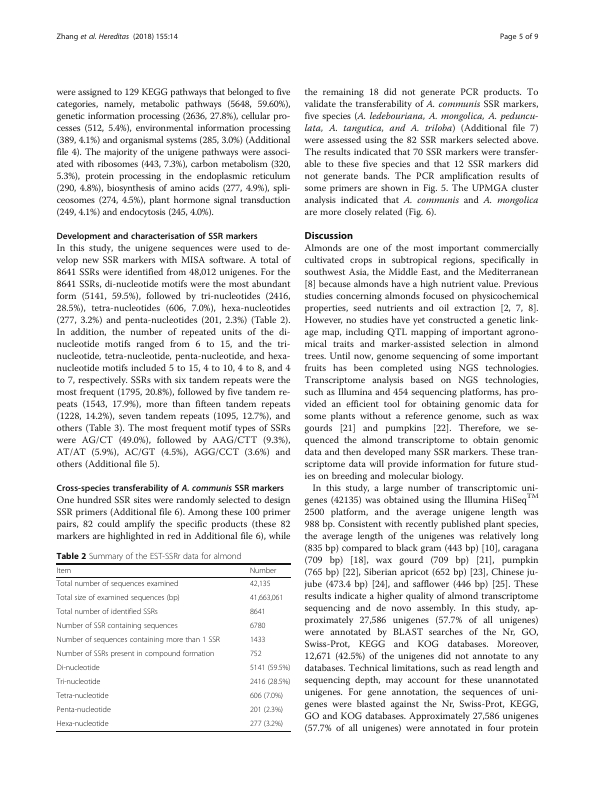 Zhang et al. Hereditas (2018) 155:14
Page 5 of 9
were assigned to 129 KEGG pathways that belonged to five
categories, namely, metabolic pathways (5648, 59.60%),
genetic information processing (2636, 27.8%), cellular pro-
cesses (512, 5.4%), environmental information processing
(389, 4.1%) and organismal systems (285, 3.0%) (Additional
file 4). The majority of the unigene pathways were associ-
ated with ribosomes (443, 7.3%), carbon metabolism (320,
5.3%), protein processing in the endoplasmic reticulum
(290, 4.8%), biosynthesis of amino acids (277, 4.9%), spli-
ceosomes (274, 4.5%), plant hormone signal transduction
(249, 4.1%) and endocytosis (245, 4.0%).
Development and characterisation of SSR markers
In this study, the unigene sequences were used to de-
velop new SSR markers with MISA software. A total of
8641 SSRs were identified from 48,012 unigenes. For the
8641 SSRs, di-nucleotide motifs were the most abundant
form (5141, 59.5%), followed by tri-nucleotides (2416,
28.5%), tetra-nucleotides (606, 7.0%), hexa-nucleotides
(277, 3.2%) and penta-nucleotides (201, 2.3%) (Table 2).
In addition, the number of repeated units of the di-
nucleotide motifs ranged from 6 to 15, and the tri-
nucleotide, tetra-nucleotide, penta-nucleotide, and hexa-
nucleotide motifs included 5 to 15, 4 to 10, 4 to 8, and 4
to 7, respectively. SSRs with six tandem repeats were the
most frequent (1795, 20.8%), followed by five tandem re-
peats (1543, 17.9%), more than fifteen tandem repeats
(1228, 14.2%), seven tandem repeats (1095, 12.7%), and
others (Table 3). The most frequent motif types of SSRs
were AG/CT (49.0%), followed by AAG/CTT (9.3%),
AT/AT (5.9%), AC/GT (4.5%), AGG/CCT (3.6%) and
others (Additional file 5).
Cross-species transferability of A. communis SSR markers
One hundred SSR sites were randomly selected to design
SSR primers (Additional file 6). Among these 100 primer
pairs, 82 could amplify the specific products (these 82
markers are highlighted in red in Additional file 6), while
Table 2 Summary of the EST-SSRr data for almond
Item Number
Total number of sequences examined 42,135
Total size of examined sequences (bp) 41,663,061
Total number of identified SSRs 8641
Number of SSR containing sequences 6780
Number of sequences containing more than 1 SSR 1433
Number of SSRs present in compound formation 752
Di-nucleotide 5141 (59.5%)
Tri-nucleotide 2416 (28.5%)
Tetra-nucleotide 606 (7.0%)
Penta-nucleotide 201 (2.3%)
Hexa-nucleotide 277 (3.2%)
the remaining 18 did not generate PCR products. To
validate the transferability of A. communis SSR markers,
five species (A. ledebouriana, A. mongolica, A. peduncu-
lata, A. tangutica, and A. triloba) (Additional file 7)
were assessed using the 82 SSR markers selected above.
The results indicated that 70 SSR markers were transfer-
able to these five species and that 12 SSR markers did
not generate bands. The PCR amplification results of
some primers are shown in Fig. 5. The UPMGA cluster
analysis indicated that A. communis and A. mongolica
are more closely related (Fig. 6).
Discussion
Almonds are one of the most important commercially
cultivated crops in subtropical regions, specifically in
southwest Asia, the Middle East, and the Mediterranean
[8] because almonds have a high nutrient value. Previous
studies concerning almonds focused on physicochemical
properties, seed nutrients and oil extraction [2, 7, 8].
However, no studies have yet constructed a genetic link-
age map, including QTL mapping of important agrono-
mical traits and marker-assisted selection in almond
trees. Until now, genome sequencing of some important
fruits has been completed using NGS technologies.
Transcriptome analysis based on NGS technologies,
such as Illumina and 454 sequencing platforms, has pro-
vided an efficient tool for obtaining genomic data for
some plants without a reference genome, such as wax
gourds [21] and pumpkins [22]. Therefore, we se-
quenced the almond transcriptome to obtain genomic
data and then developed many SSR markers. These tran-
scriptome data will provide information for future stud-
ies on breeding and molecular biology.
In this study, a large number of transcriptomic uni-
genes (42135) was obtained using the Illumina HiSeq™
2500 platform, and the average unigene length was
988 bp. Consistent with recently published plant species,
the average length of the unigenes was relatively long
(835 bp) compared to black gram (443 bp) [10], caragana
(709 bp) [18], wax gourd (709 bp) [21], pumpkin
(765 bp) [22], Siberian apricot (652 bp) [23], Chinese ju-
jube (473.4 bp) [24], and safflower (446 bp) [25]. These
results indicate a higher quality of almond transcriptome
sequencing and de novo assembly. In this study, ap-
proximately 27,586 unigenes (57.7% of all unigenes)
were annotated by BLAST searches of the Nr, GO,
Swiss-Prot, KEGG and KOG databases. Moreover,
12,671 (42.5%) of the unigenes did not annotate to any
databases. Technical limitations, such as read length and
sequencing depth, may account for these unannotated
unigenes. For gene annotation, the sequences of uni-
genes were blasted against the Nr, Swiss-Prot, KEGG,
GO and KOG databases. Approximately 27,586 unigenes
(57.7% of all unigenes) were annotated in four protein